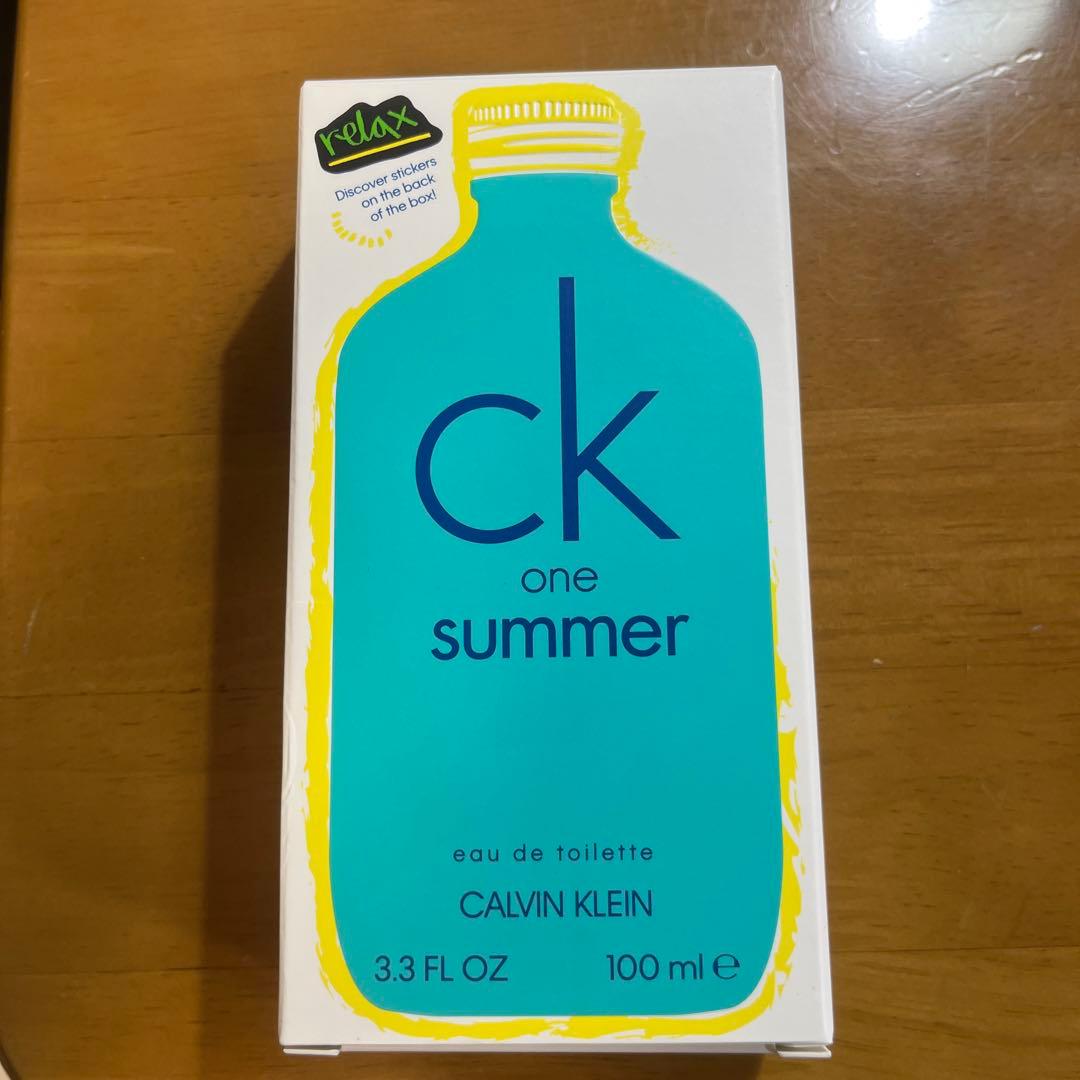 relax
Discover stickers
on the back
of the box!
ck
one
summer
eau de toilette
CALVIN KLEIN
3.3 FL OZ 100 ml ℮